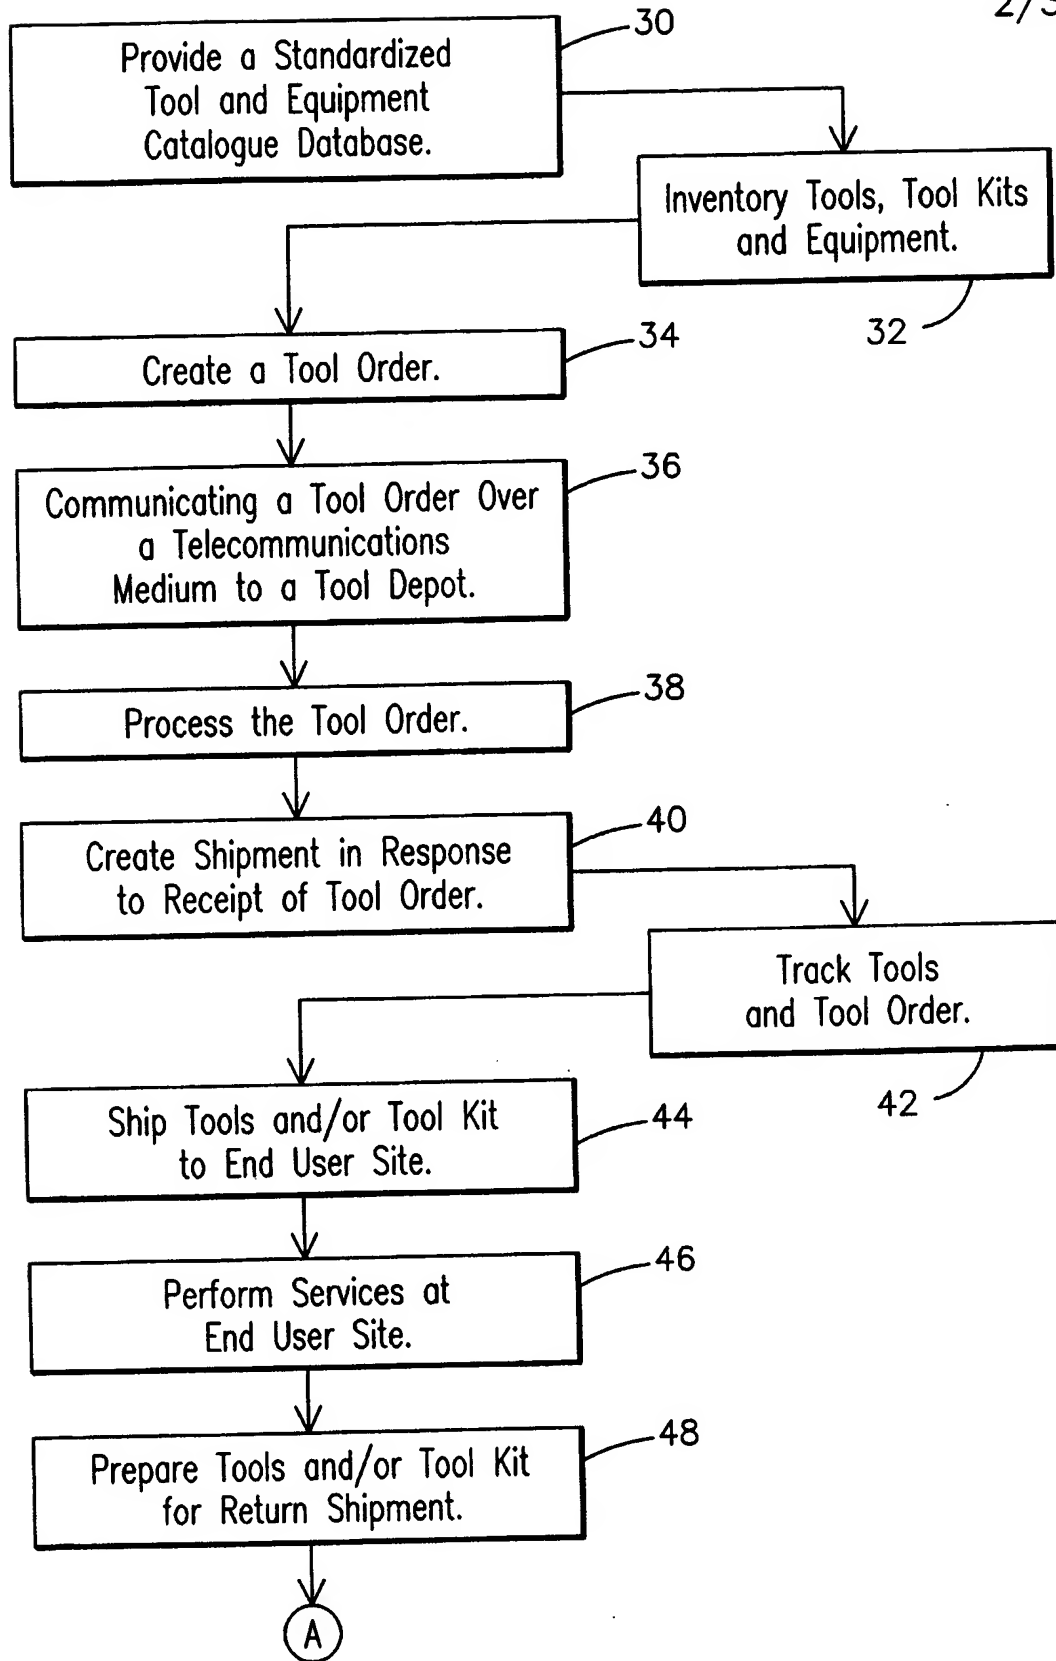 2/3
30
Provide a Standardized
Tool and Equipment
Catalogue Database.
Inventory Tools, Tool Kits
and Equipment.
32
34
Create a Tool Order.
36
Communicating a Tool Order Over
a Telecommunications
Medium to a Tool Depot.
38
Process the Tool Order.
40
Create Shipment in Response
to Receipt of Tool Order.
Track Tools
and Tool Order.
42
Ship Tools and/or Tool Kit
to End User Site.
44
46
Perform Services at
End User Site.
48
Prepare Tools and/or Tool Kit
for Return Shipment.
A